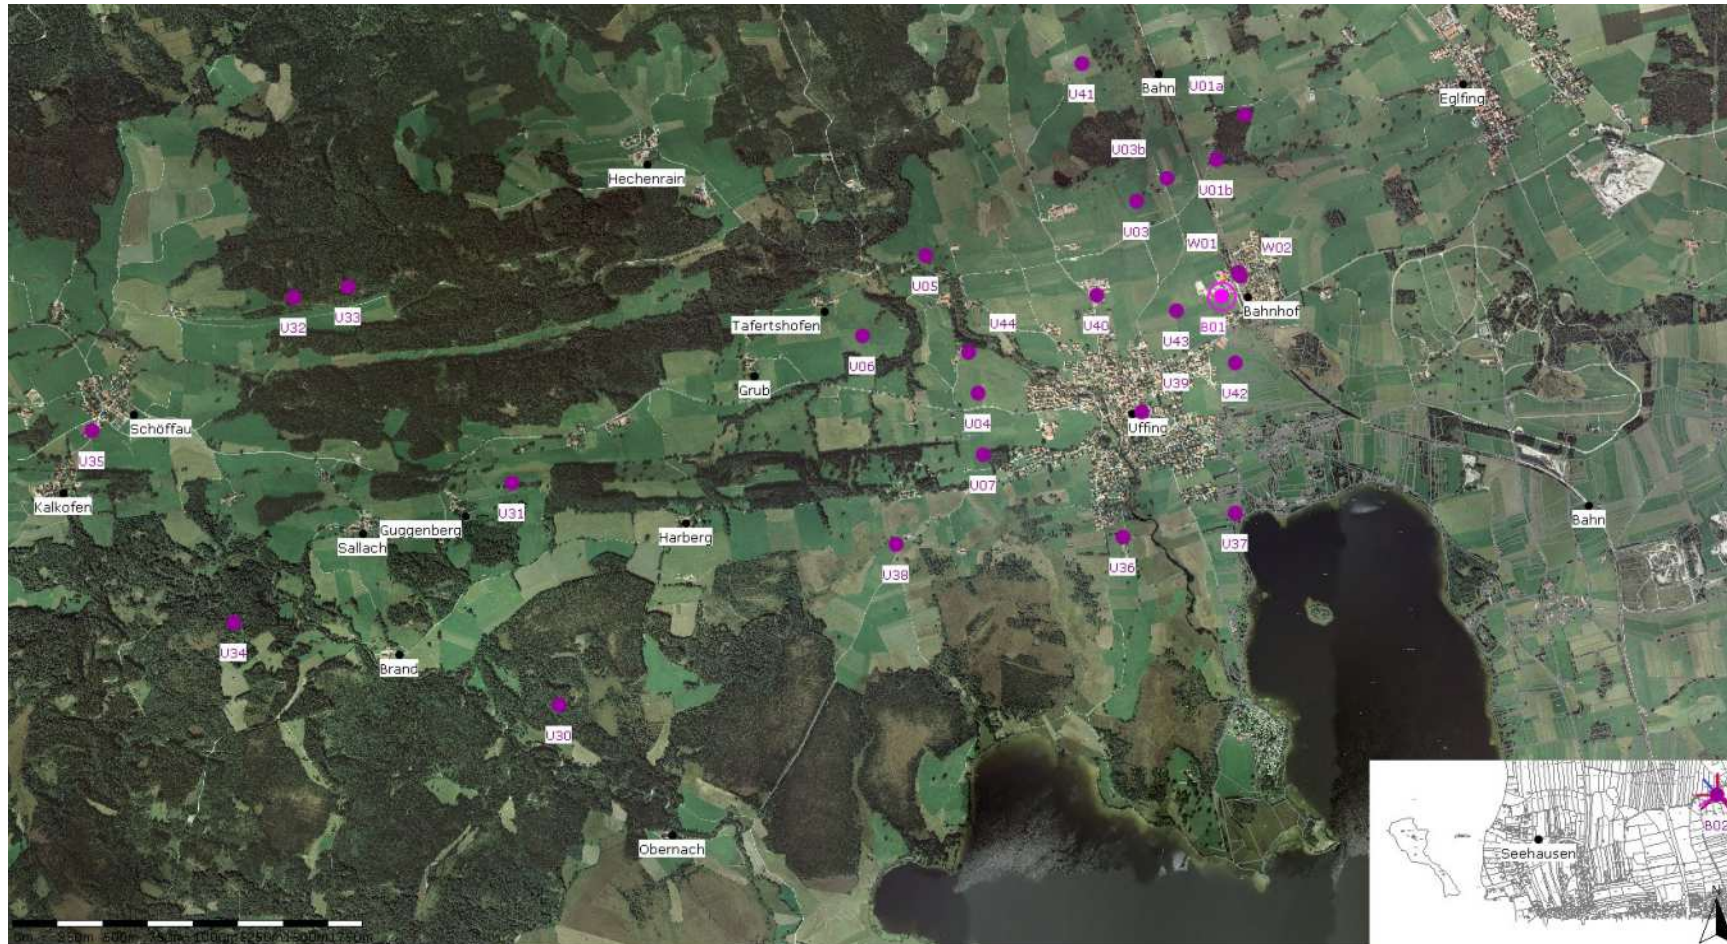 U41
Bahn
U01a
Eglfing
U03b
Hechenrain
U01b
U03
W01
W02
U05
U32
U33
Tafertshofen
U44
U40
U43
B01
Bahnhof
U06
Grub
U39
U42
U04
Uffing
Schöffau
U35
U07
Kalkofen
U31
Guggenberg
Sallach
Harberg
U38
U36
U37
Bahn
U34
Brand
U30
B02
Obernach
Seehausen